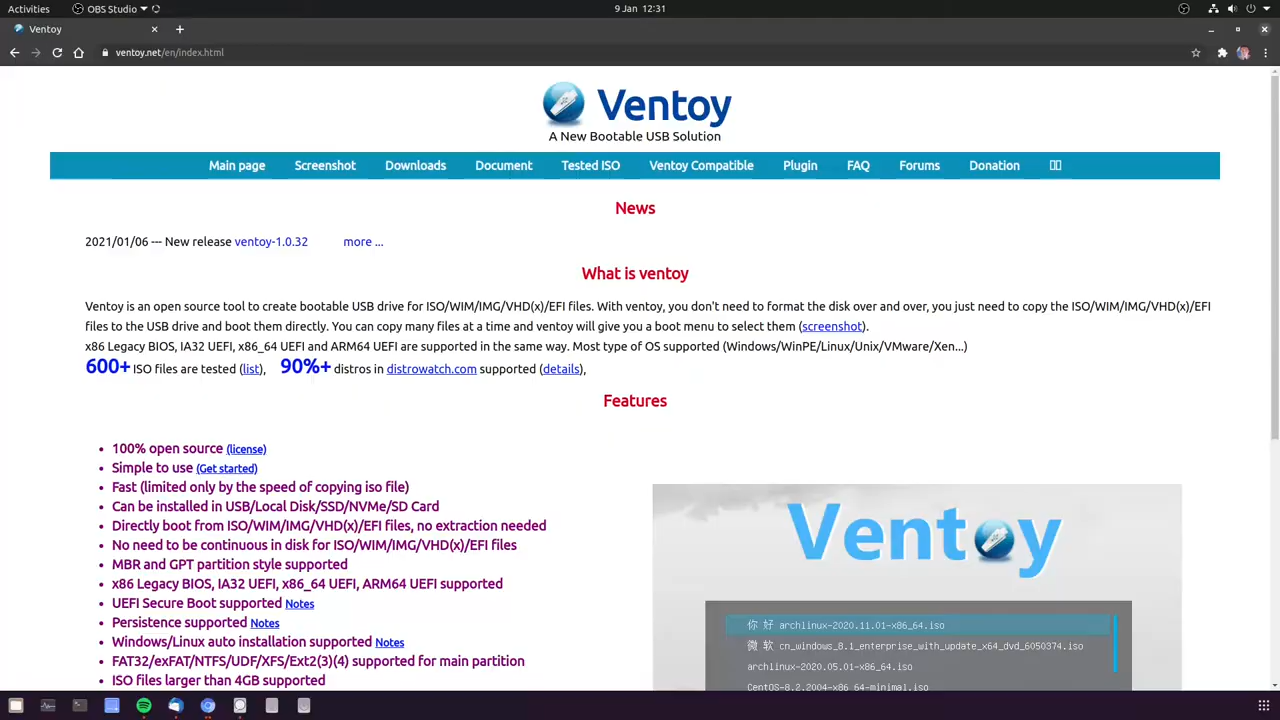 Activities OBS Studio 9 Jan 12:31
Ventoy
ventoy.net/en/index.html
Ventoy
A New Bootable USB Solution
Main page Screenshot Downloads Document Tested ISO Ventoy Compatible Plugin FAQ Forums Donation
News
2021/01/06 --- New release ventoy-1.0.32 more ...
What is ventoy
Ventoy is an open source tool to create bootable USB drive for ISO/WIM/IMG/VHD(x)/EFI files. With ventoy, you don't need to format the disk over and over, you just need to copy the ISO/WIM/IMG/VHD(x)/EFI
files to the USB drive and boot them directly. You can copy many files at a time and ventoy will give you a boot menu to select them (screenshot).
x86 Legacy BIOS, IA32 UEFI, x86_64 UEFI and ARM64 UEFI are supported in the same way. Most type of OS supported (Windows/WinPE/Linux/Unix/VMware/Xen...)
600+ ISO files are tested (list), 90%+ distros in distrowatch.com supported (details),
Features
• 100% open source (license)
• Simple to use (Get started)
• Fast (limited only by the speed of copying iso file)
• Can be installed in USB/Local Disk/SSD/NVMe/SD Card
• Directly boot from ISO/WIM/IMG/VHD(x)/EFI files, no extraction needed
• No need to be continuous in disk for ISO/WIM/IMG/VHD(x)/EFI files
• MBR and GPT partition style supported
• x86 Legacy BIOS, IA32 UEFI, x86_64 UEFI, ARM64 UEFI supported
• UEFI Secure Boot supported Notes
• Persistence supported Notes
• Windows/Linux auto installation supported Notes
• FAT32/exFAT/NTFS/UDF/XFS/Ext2(3)(4) supported for main partition
• ISO files larger than 4GB supported
Ventoy
你 好 archlinux-2020.11.01-x86_64.iso
微 软 cn_windows_8.1_enterprise_with_update_x64_dvd_6050374.iso
archlinux-2020.05.01-x86_64.iso
CentOS-8.2.2004-x86_64-minimal.iso